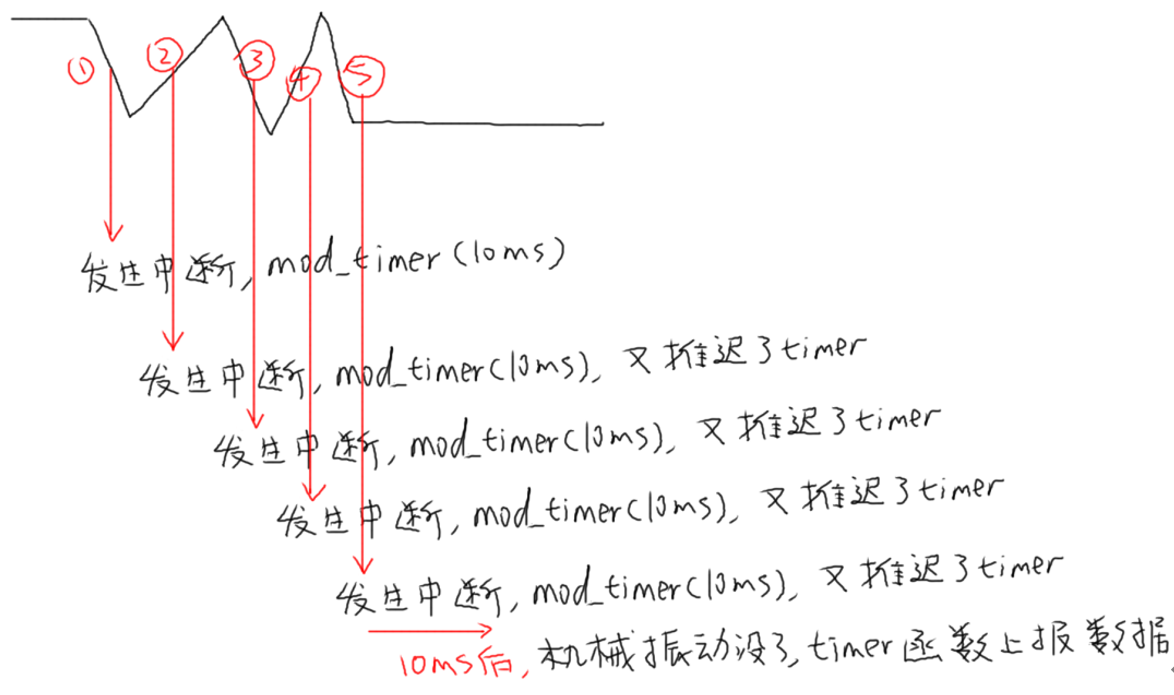 ① ② ③ ④ ⑤
发生中断, mod_timer(10ms)
发生中断, mod_timer(10ms), 又推迟了timer
发生中断, mod_timer(10ms), 又推迟了timer
发生中断, mod_timer(10ms), 又推迟了timer
发生中断, mod_timer(10ms), 又推迟了timer
10ms后, 机械振动没了, timer函数上报数据.